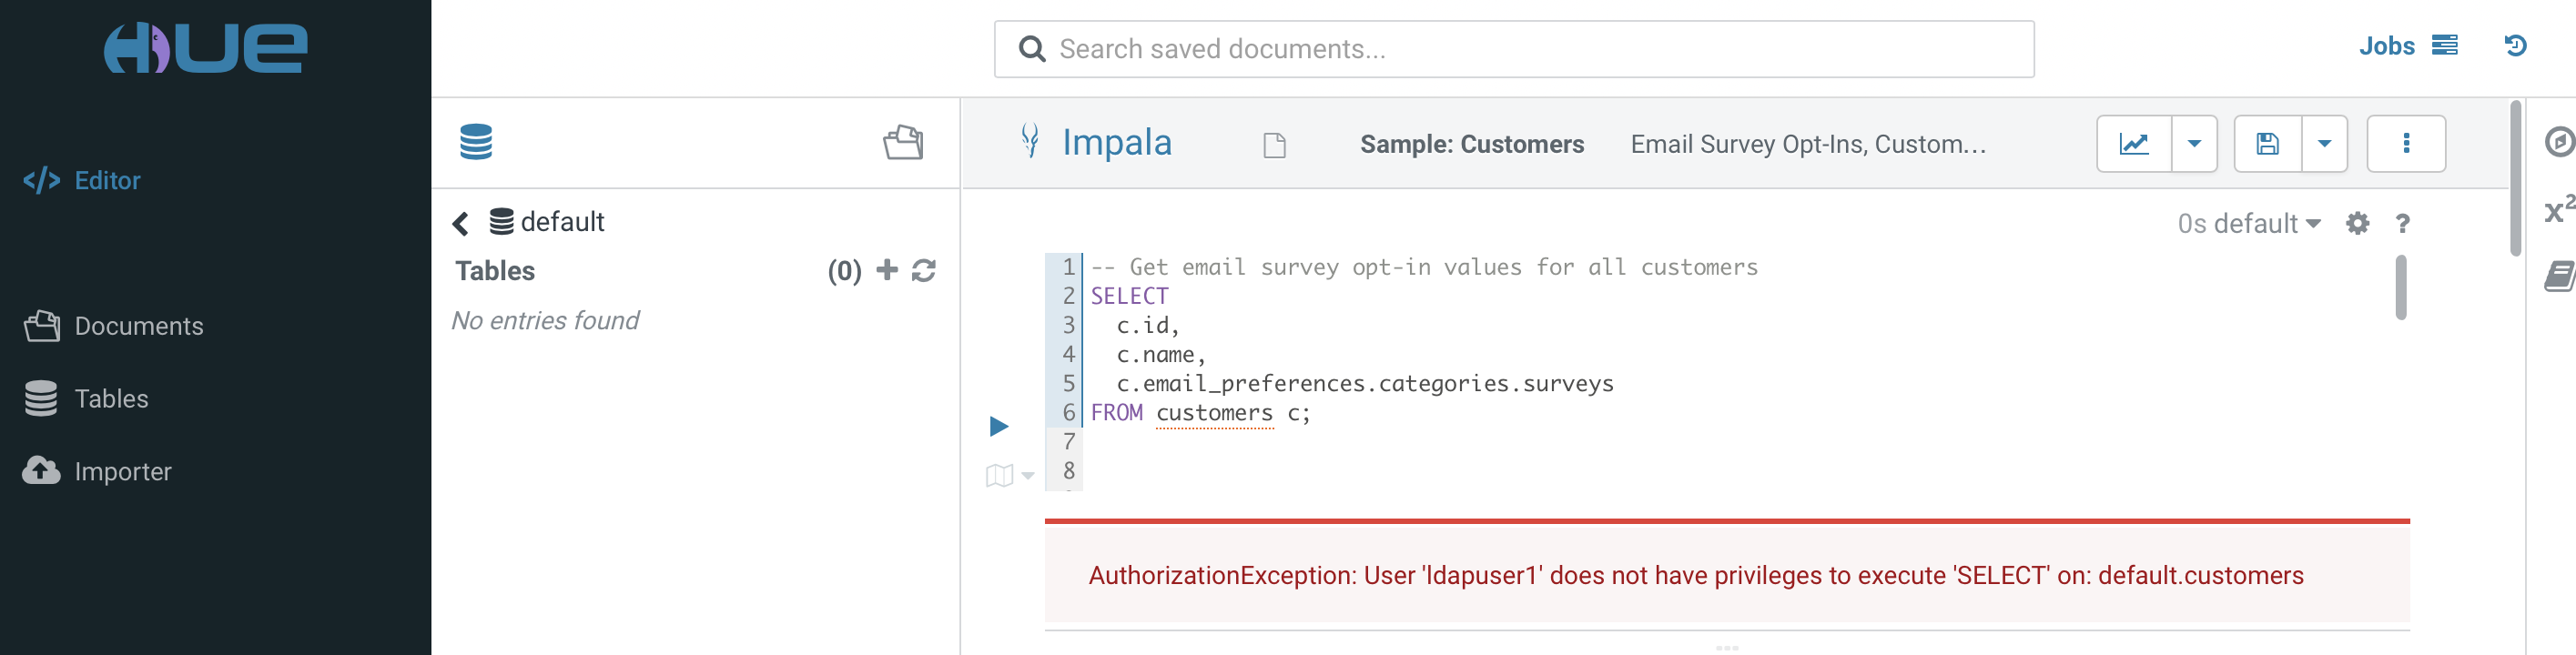 HUE
Search saved documents...
Jobs
Editor
Documents
Tables
Importer
default
Tables (0)
No entries found
Impala Sample: Customers Email Survey Opt-Ins, Custom...
0s default ?
x²
1 -- Get email survey opt-in values for all customers
2 SELECT
3 c.id,
4 c.name,
5 c.email_preferences.categories.surveys
6 FROM customers c;
7
8
AuthorizationException: User 'ldapuser1' does not have privileges to execute 'SELECT' on: default.customers